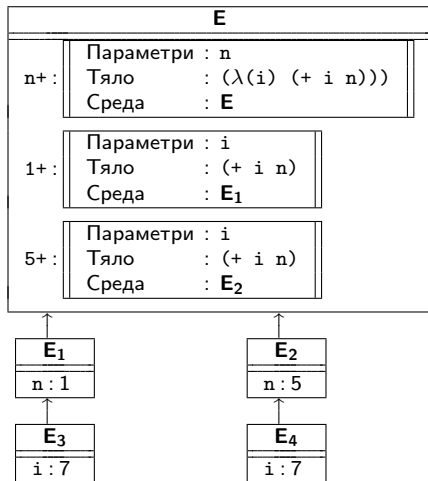 E
Параметри : n
n+ : Тяло : (λ(i) (+ i n)))
Среда : E
Параметри : i
1+ : Тяло : (+ i n)
Среда : E₁
Параметри : i
5+ : Тяло : (+ i n)
Среда : E₂
E₁ E₂
n : 1 n : 5
E₃ E₄
i : 7 i : 7